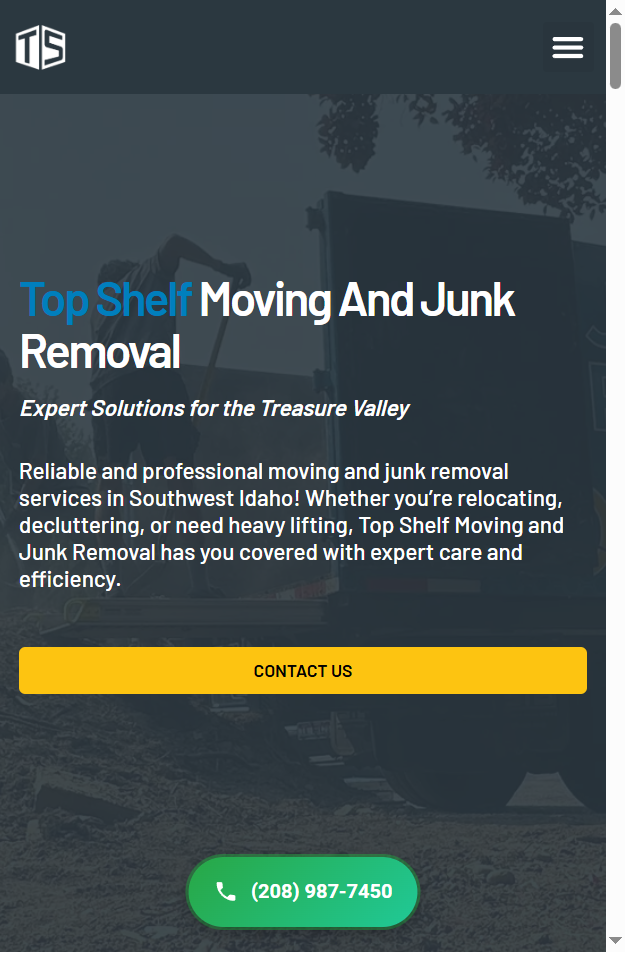 TS
Top Shelf Moving And Junk
Removal
Expert Solutions for the Treasure Valley
Reliable and professional moving and junk removal
services in Southwest Idaho! Whether you’re relocating,
decluttering, or need heavy lifting, Top Shelf Moving and
Junk Removal has you covered with expert care and
efficiency.
CONTACT US
(208) 987-7450